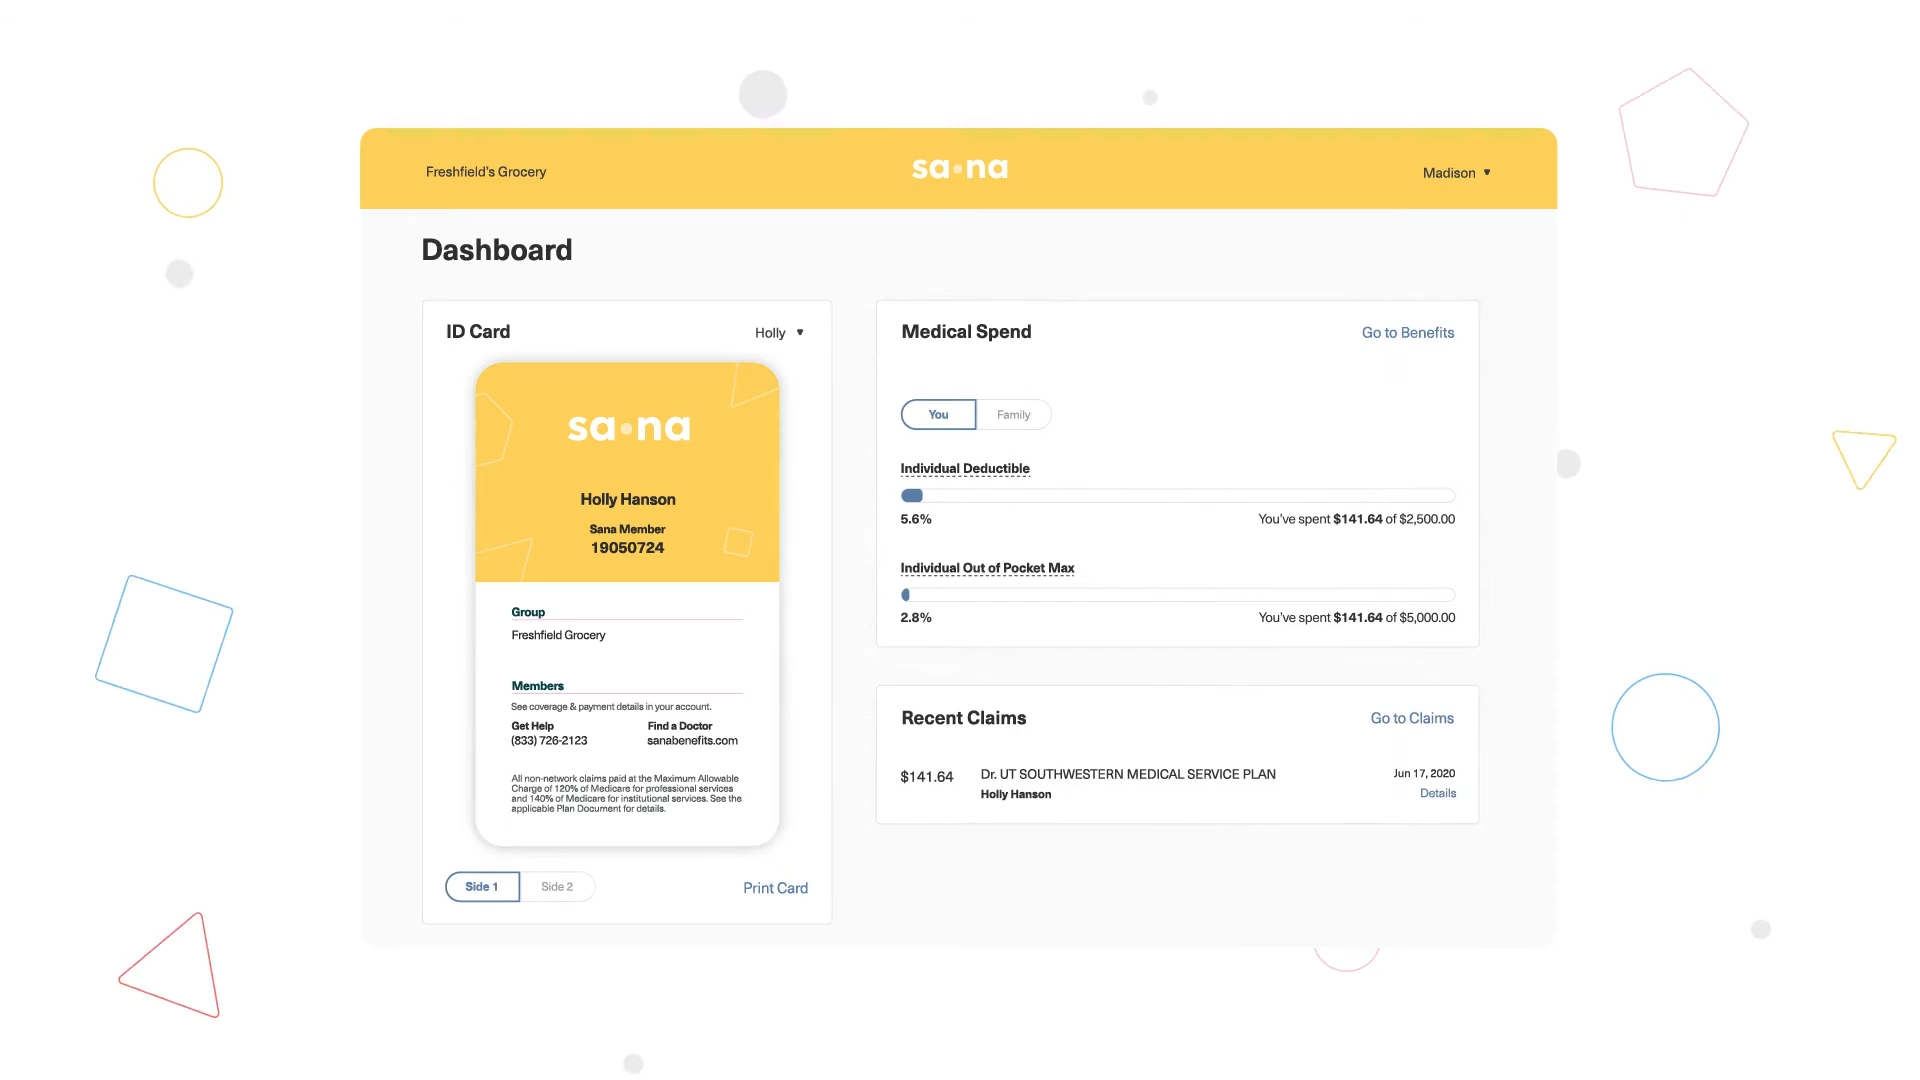 Freshfield's Grocery
sa•na
Madison
Dashboard
ID Card
Holly
sa•na
Holly Hanson
Sana Member
19050724
Group
Freshfield Grocery
Members
See coverage & payment details in your account.
Get Help
(833) 726-2123
Find a Doctor
sanabenefits.com
All non-network claims paid at the Maximum Allowable
Charge of 120% of Medicare for professional services
and 140% of Medicare for institutional services. See the
applicable Plan Document for details.
Side 1
Side 2
Print Card
Medical Spend
Go to Benefits
You
Family
Individual Deductible
5.6%
You've spent $141.64 of $2,500.00
Individual Out of Pocket Max
2.8%
You've spent $141.64 of $5,000.00
Recent Claims
Go to Claims
$141.64
Dr. UT SOUTHWESTERN MEDICAL SERVICE PLAN
Jun 17, 2020
Holly Hanson
Details